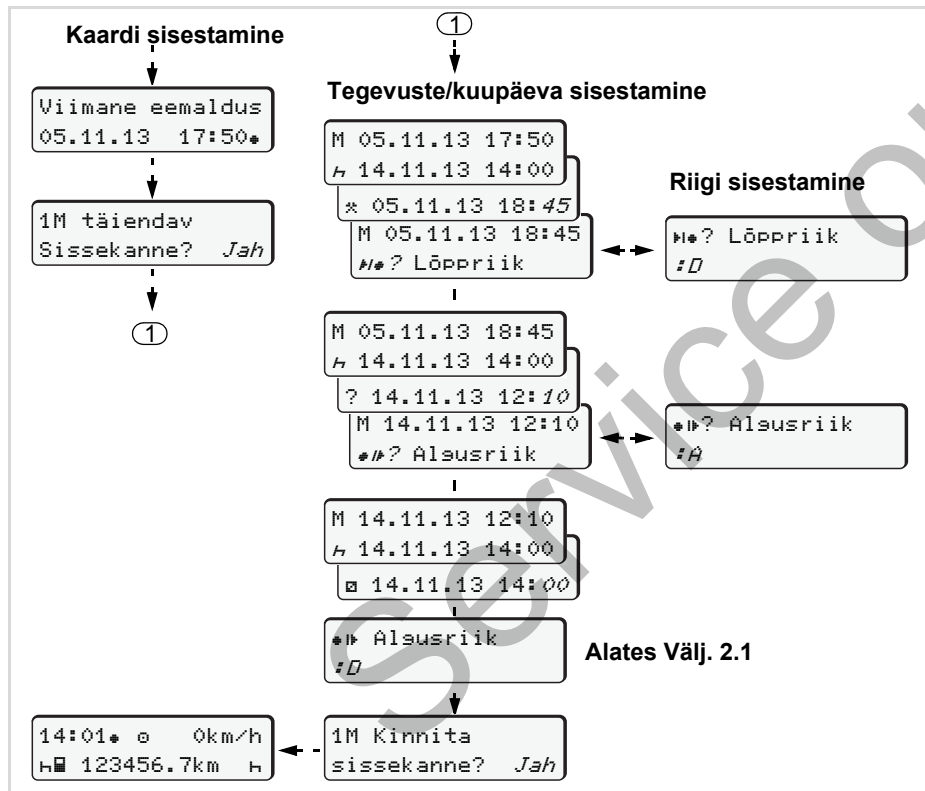 Kaardi sisestamine
Viimane eemaldus
05.11.13 17:50
1M täiendav
Sissekanne? Jah
1
1
Tegevuste/kuupäeva sisestamine
M 05.11.13 17:50
14.11.13 14:00
05.11.13 18:45
M 05.11.13 18:45
? Lõppriik
Riigi sisestamine
? Lõppriik
:D
M 05.11.13 18:45
14.11.13 14:00
? 14.11.13 12:10
M 14.11.13 12:10
? Algusriik
? Algusriik
:A
M 14.11.13 12:10
14.11.13 14:00
14.11.13 14:00
Algusriik
:D
Alates Välj. 2.1
1M Kinnita
sissekanne? Jah
14:01 0km/h
123456.7km
Service o